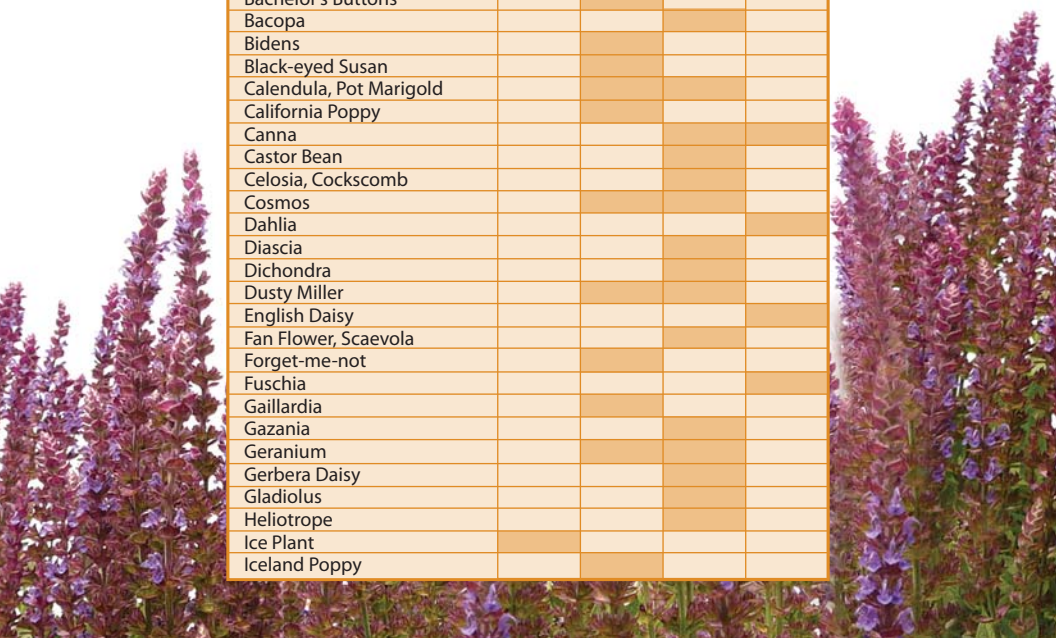 Bachelor's Buttons
Bacopa
Bidens
Black-eyed Susan
Calendula, Pot Marigold
California Poppy
Canna
Castor Bean
Celosia, Cockscomb
Cosmos
Dahlia
Diascia
Dichondra
Dusty Miller
English Daisy
Fan Flower, Scaevola
Forget-me-not
Fuschia
Gaillardia
Gazania
Geranium
Gerbera Daisy
Gladiolus
Heliotrope
Ice Plant
Iceland Poppy